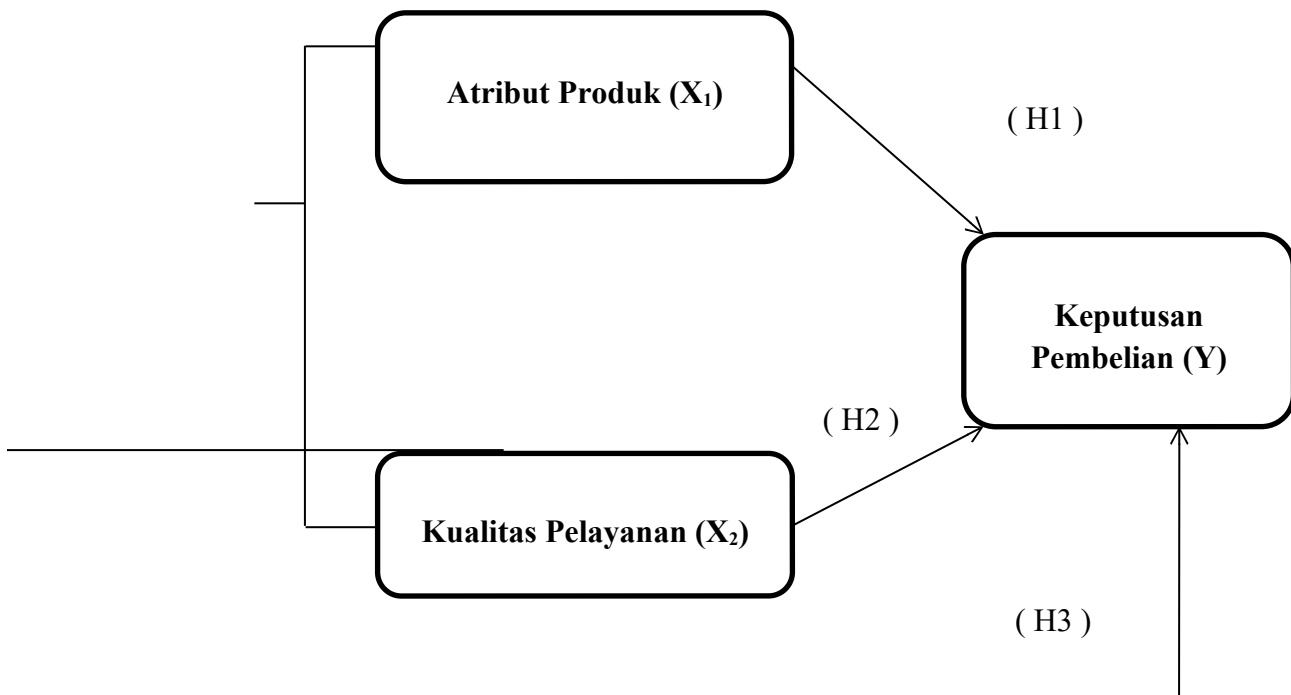 Atribut Produk (X₁)
( H1 )
Keputusan
Pembelian (Y)
( H2 )
Kualitas Pelayanan (X₂)
( H3 )